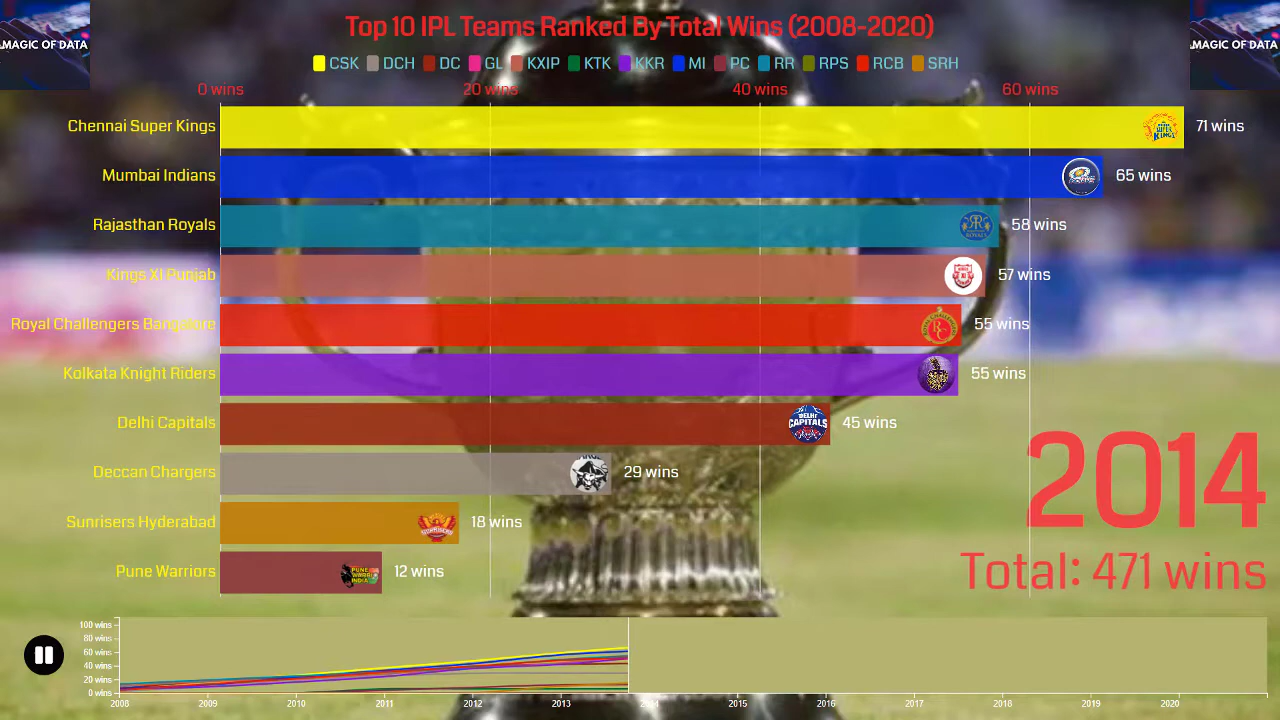 Top 10 IPL Teams Ranked By Total Wins (2008-2020)
MAGIC OF DATA
MAGIC OF DATA
CSK DCH DC GL KXIP KTK KKR MI PC RR RPS RCB SRH
0 wins 20 wins 40 wins 60 wins
Chennai Super Kings 71 wins
Mumbai Indians 65 wins
Rajasthan Royals 58 wins
Kings XI Punjab 57 wins
Royal Challengers Bangalore 55 wins
Kolkata Knight Riders 55 wins
Delhi Capitals DELHI CAPITALS 45 wins
Deccan Chargers 29 wins
Sunrisers Hyderabad 18 wins
Pune Warriors 12 wins
2014
Total: 471 wins
100 wins
80 wins
60 wins
40 wins
20 wins
0 wins
2008 2009 2010 2011 2012 2013 2014 2015 2016 2017 2018 2019 2020